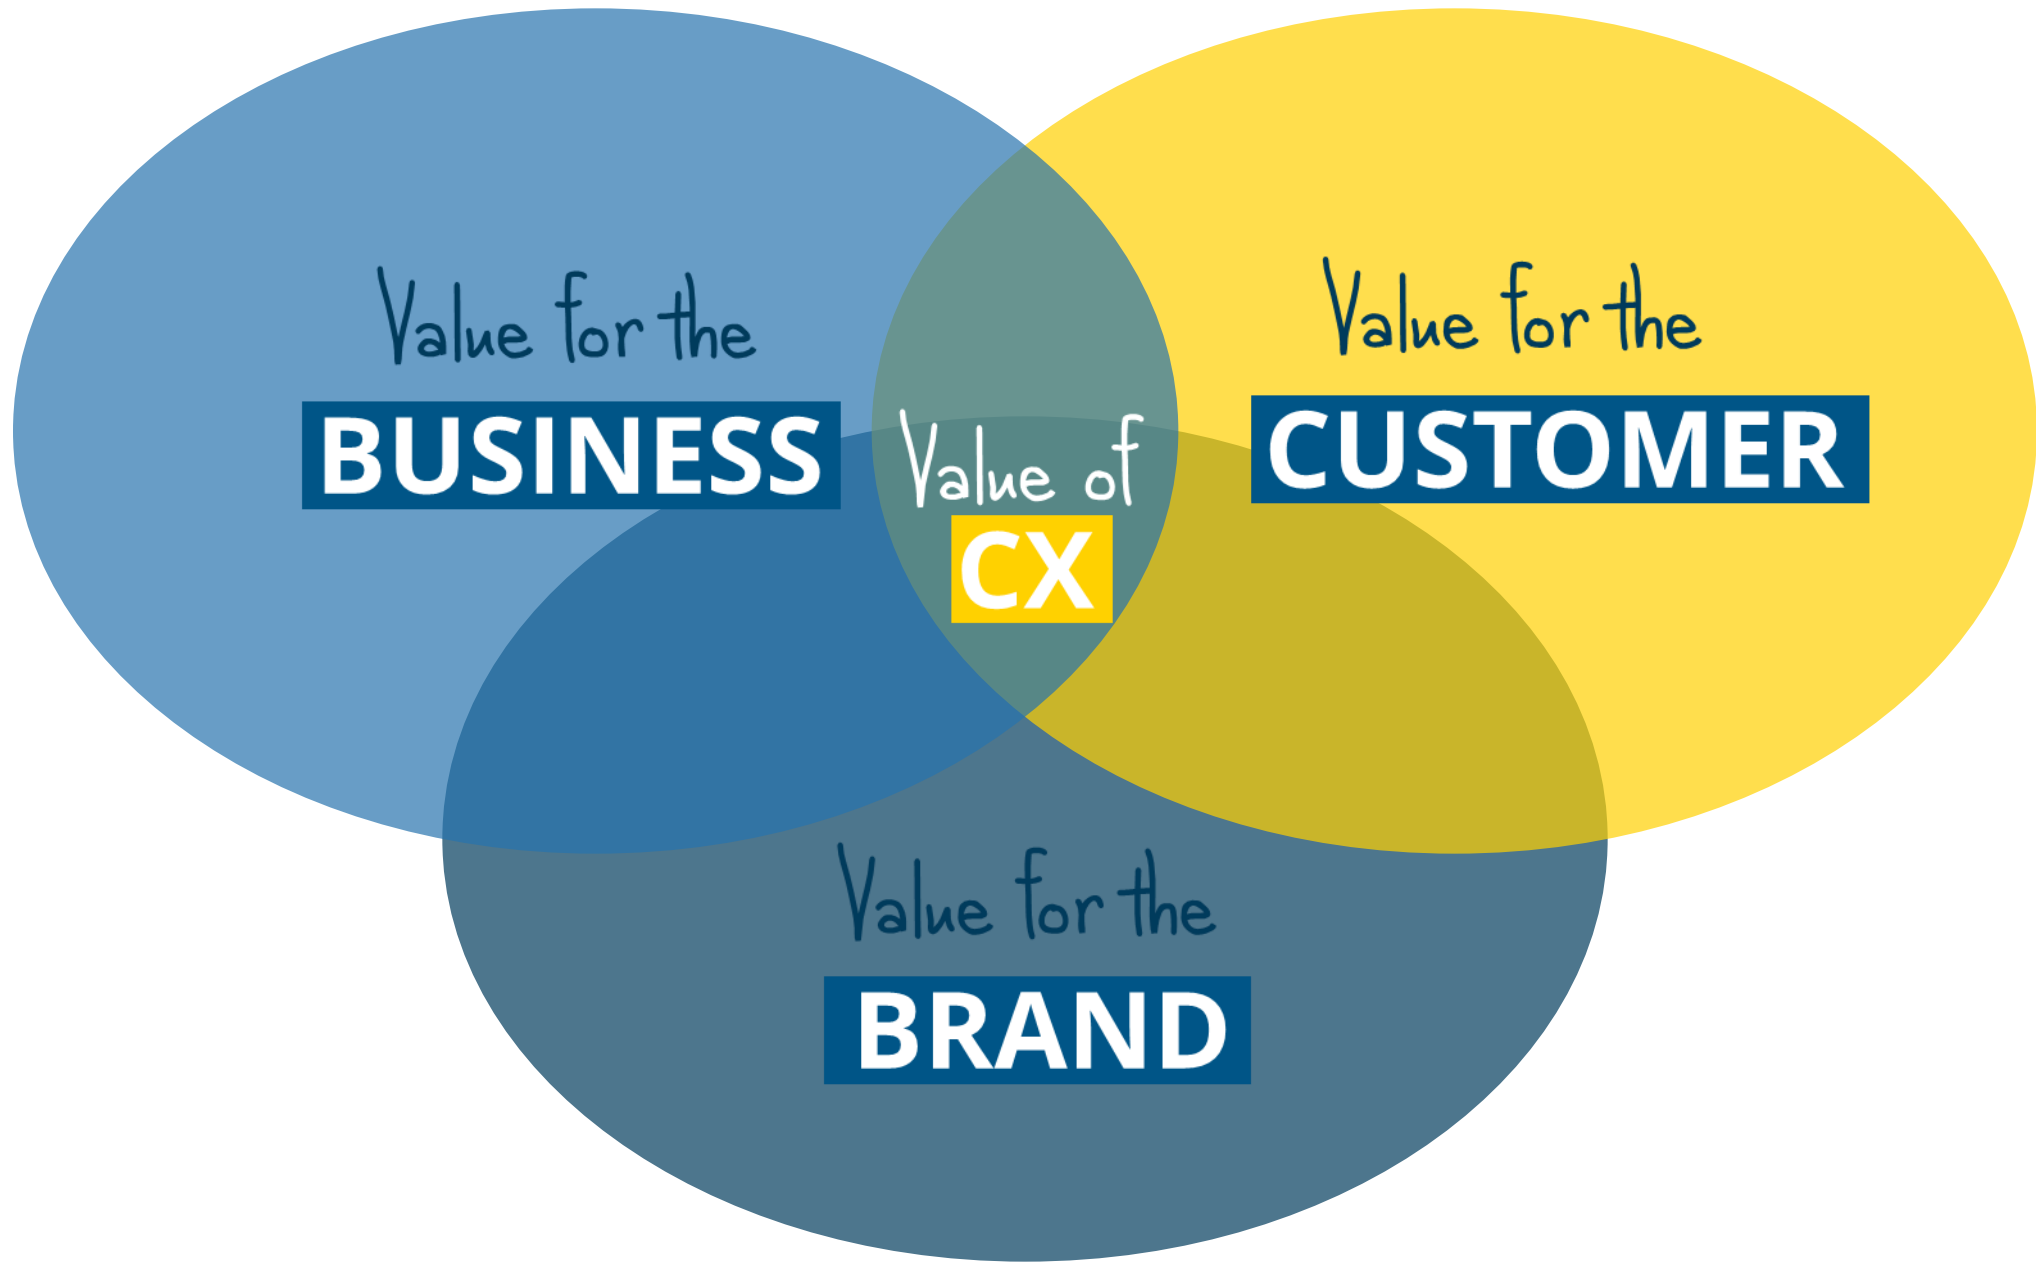 Value for the
BUSINESS
Value for the
CUSTOMER
Value of
CX
Value for the
BRAND